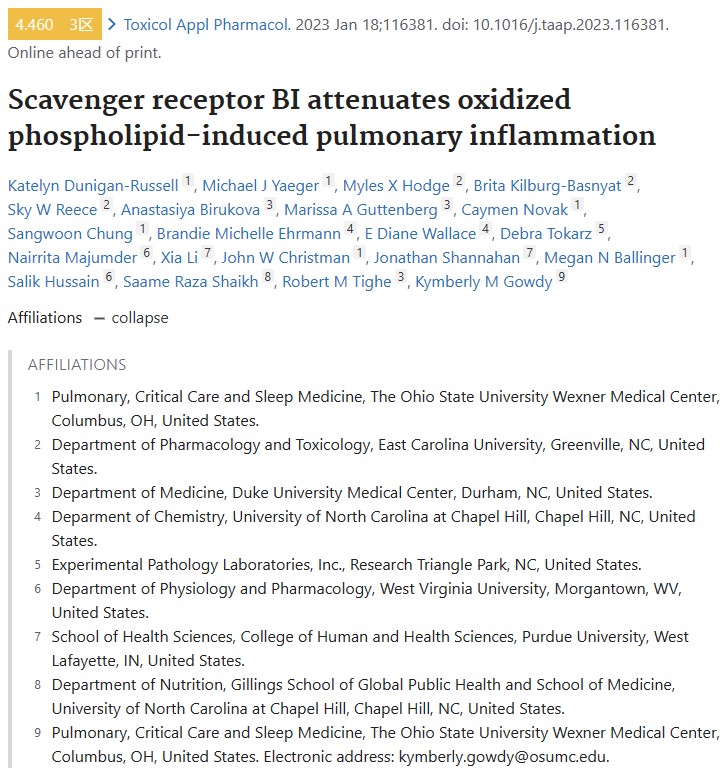 4.460 3区 > Toxicol Appl Pharmacol. 2023 Jan 18;116381. doi: 10.1016/j.taap.2023.116381.
Online ahead of print.
Scavenger receptor BI attenuates oxidized
phospholipid-induced pulmonary inflammation
Katelyn Dunigan-Russell 1, Michael J Yaeger 1, Myles X Hodge 2, Brita Kilburg-Basnyat 2,
Sky W Reece 2, Anastasiya Birukova 3, Marissa A Guttenberg 3, Caymen Novak 1,
Sangwoon Chung 1, Brandie Michelle Ehrmann 4, E Diane Wallace 4, Debra Tokarz 5,
Nairrita Majumder 6, Xia Li 7, John W Christman 1, Jonathan Shannahan 7, Megan N Ballinger 1,
Salik Hussain 6, Saame Raza Shaikh 8, Robert M Tighe 3, Kymberly M Gowdy 9
Affiliations — collapse
AFFILIATIONS
1 Pulmonary, Critical Care and Sleep Medicine, The Ohio State University Wexner Medical Center,
Columbus, OH, United States.
2 Department of Pharmacology and Toxicology, East Carolina University, Greenville, NC, United
States.
3 Department of Medicine, Duke University Medical Center, Durham, NC, United States.
4 Deparment of Chemistry, University of North Carolina at Chapel Hill, Chapel Hill, NC, United
States.
5 Experimental Pathology Laboratories, Inc., Research Triangle Park, NC, United States.
6 Department of Physiology and Pharmacology, West Virginia University, Morgantown, WV,
United States.
7 School of Health Sciences, College of Human and Health Sciences, Purdue University, West
Lafayette, IN, United States.
8 Department of Nutrition, Gillings School of Global Public Health and School of Medicine,
University of North Carolina at Chapel Hill, Chapel Hill, NC, United States.
9 Pulmonary, Critical Care and Sleep Medicine, The Ohio State University Wexner Medical Center,
Columbus, OH, United States. Electronic address: kymberly.gowdy@osumc.edu.